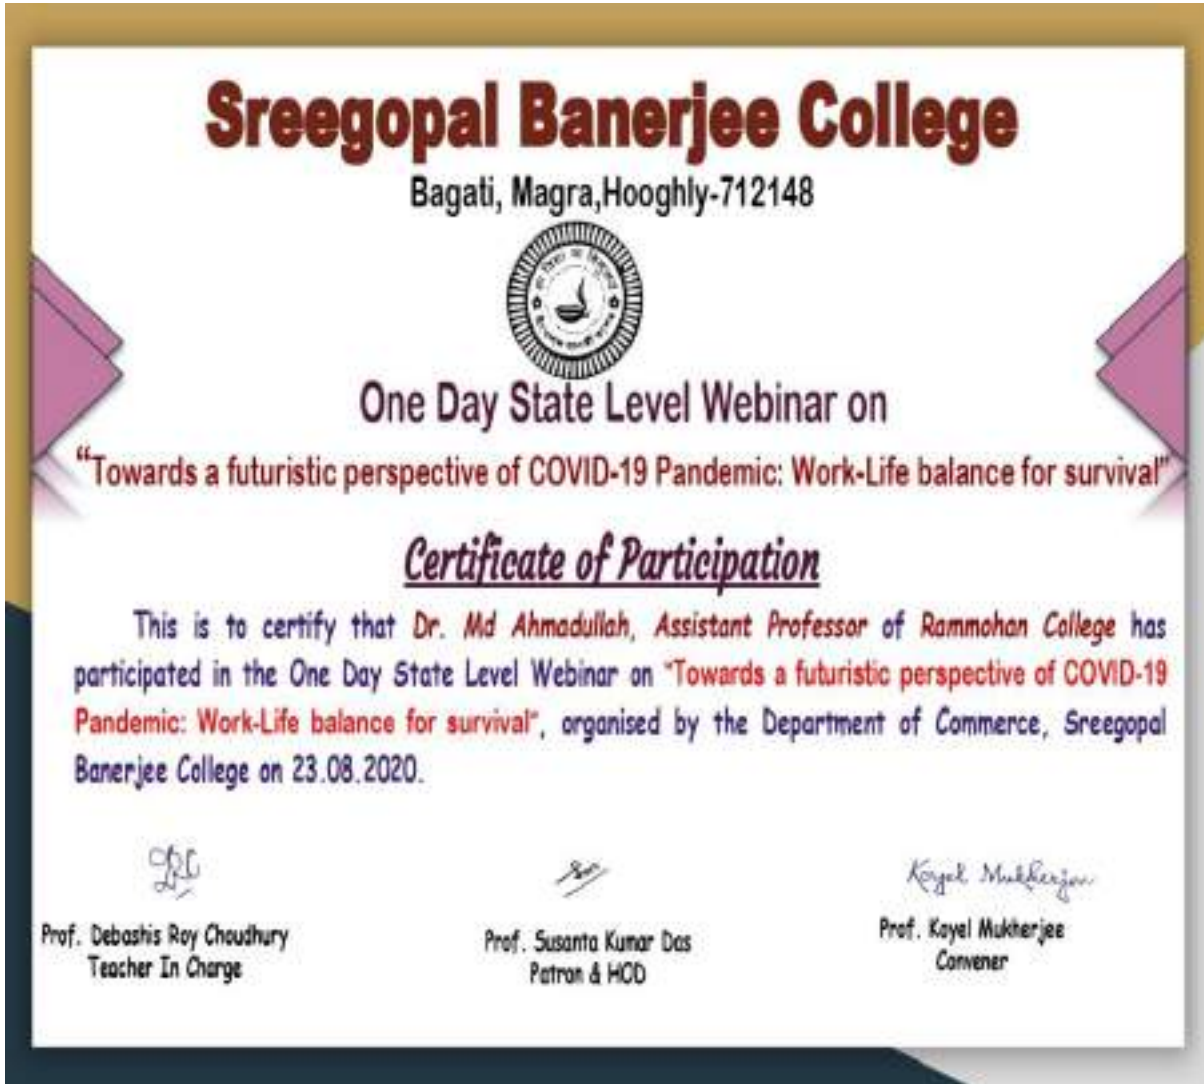 Sreegopal Banerjee College
Bagati, Magra,Hooghly-712148
One Day State Level Webinar on
“Towards a futuristic perspective of COVID-19 Pandemic: Work-Life balance for survival”
Certificate of Participation
This is to certify that Dr. Md Ahmadullah, Assistant Professor of Rammohan College has
participated in the One Day State Level Webinar on "Towards a futuristic perspective of COVID-19
Pandemic: Work-Life balance for survival", organised by the Department of Commerce, Sreegopal
Banerjee College on 23.08.2020.
Koyel Mukherjee
Prof. Debashis Roy Choudhury
Teacher In Charge
Prof. Susanta Kumar Das
Patron & HOD
Prof. Koyel Mukherjee
Convener